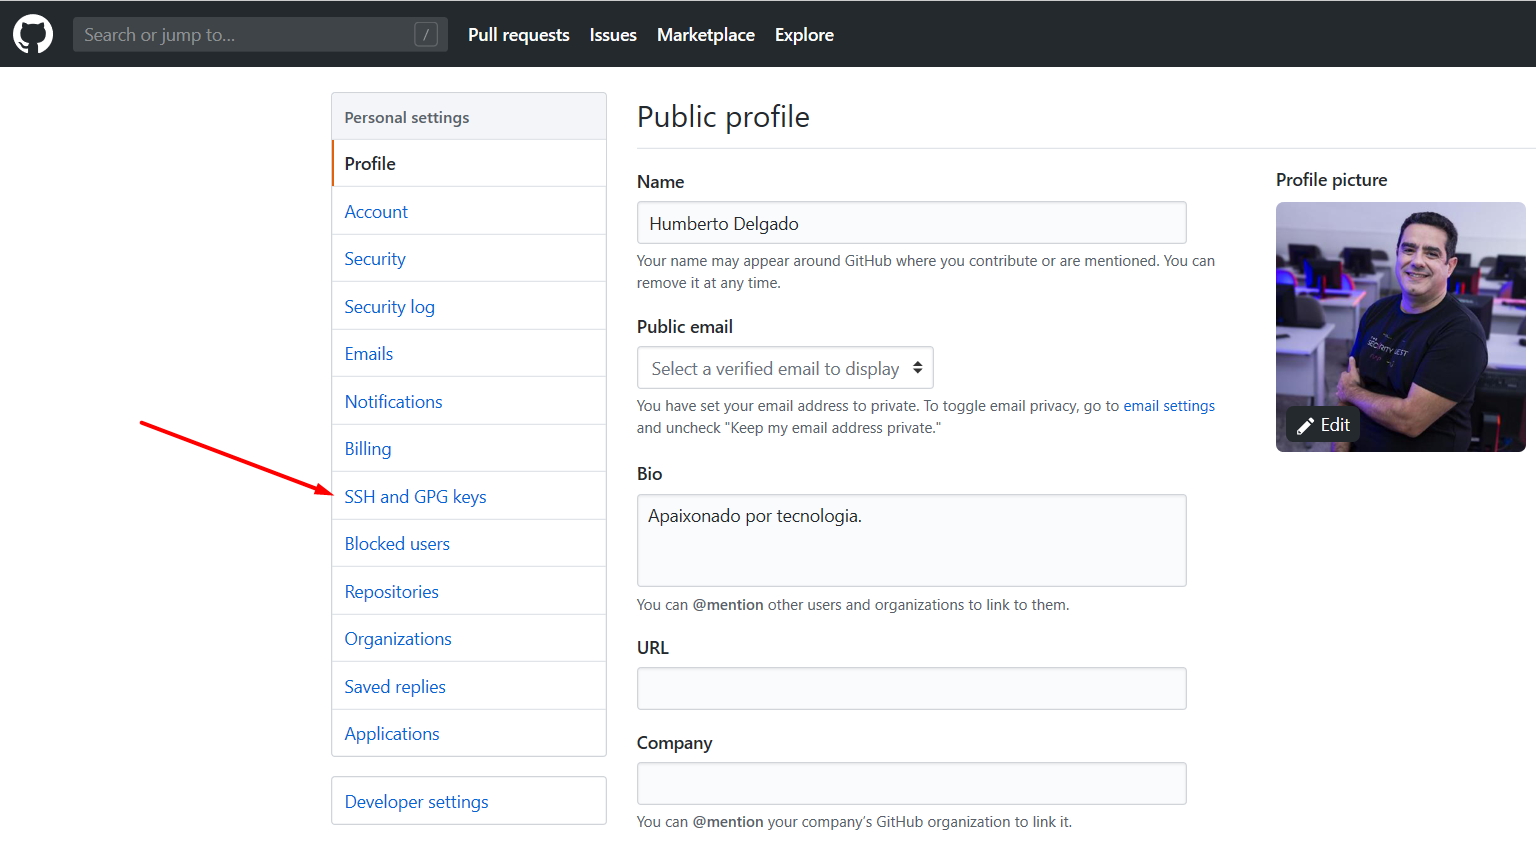 Search or jump to...
/
Pull requests
Issues
Marketplace
Explore
Personal settings
Profile
Account
Security
Security log
Emails
Notifications
Billing
SSH and GPG keys
Blocked users
Repositories
Organizations
Saved replies
Applications
Developer settings
Public profile
Name
Humberto Delgado
Your name may appear around GitHub where you contribute or are mentioned. You can
remove it at any time.
Public email
Select a verified email to display
You have set your email address to private. To toggle email privacy, go to email settings
and uncheck "Keep my email address private."
Bio
Apaixonado por tecnologia.
You can @mention other users and organizations to link to them.
URL
Company
You can @mention your company's GitHub organization to link it.
Profile picture
SECURITY
Edit